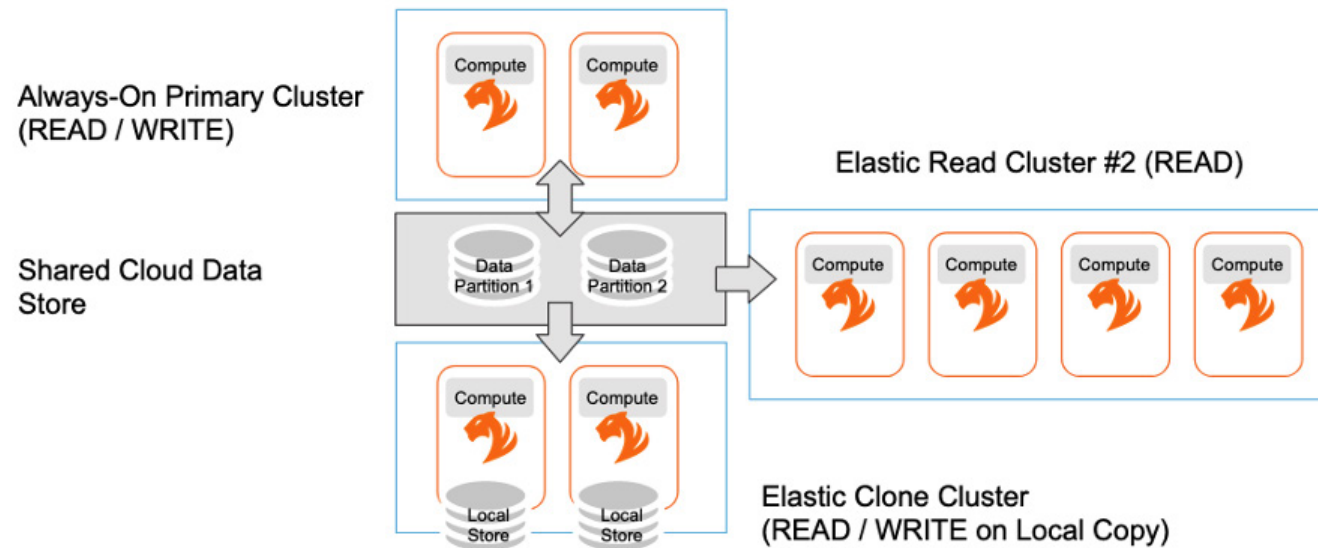 Always-On Primary Cluster
(READ / WRITE)
Compute
Compute
Elastic Read Cluster #2 (READ)
Shared Cloud Data
Store
Data
Partition 1
Data
Partition 2
Compute
Compute
Compute
Compute
Compute
Compute
Local
Store
Local
Store
Elastic Clone Cluster
(READ / WRITE on Local Copy)